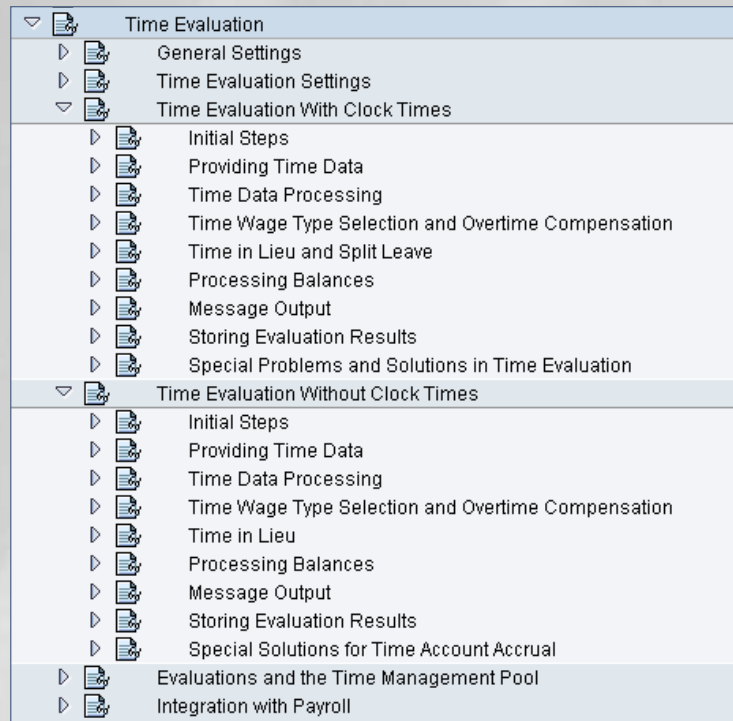 Time Evaluation
General Settings
Time Evaluation Settings
Time Evaluation With Clock Times
Initial Steps
Providing Time Data
Time Data Processing
Time Wage Type Selection and Overtime Compensation
Time in Lieu and Split Leave
Processing Balances
Message Output
Storing Evaluation Results
Special Problems and Solutions in Time Evaluation
Time Evaluation Without Clock Times
Initial Steps
Providing Time Data
Time Data Processing
Time Wage Type Selection and Overtime Compensation
Time in Lieu
Processing Balances
Message Output
Storing Evaluation Results
Special Solutions for Time Account Accrual
Evaluations and the Time Management Pool
Integration with Payroll